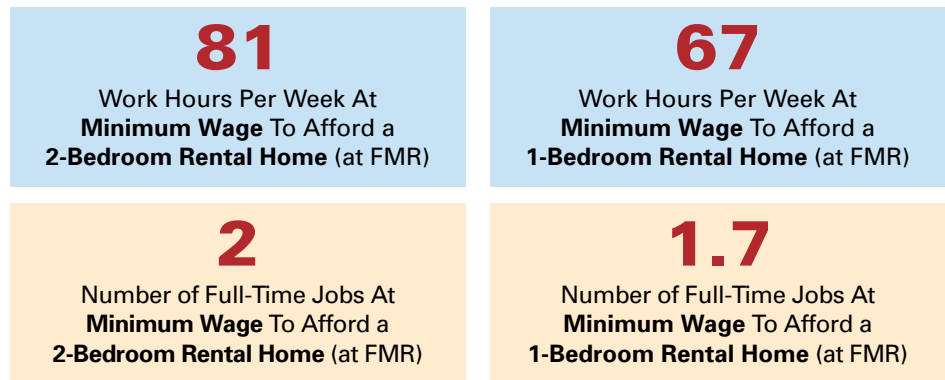 81
Work Hours Per Week At
Minimum Wage To Afford a
2-Bedroom Rental Home (at FMR)
67
Work Hours Per Week At
Minimum Wage To Afford a
1-Bedroom Rental Home (at FMR)
2
Number of Full-Time Jobs At
Minimum Wage To Afford a
2-Bedroom Rental Home (at FMR)
1.7
Number of Full-Time Jobs At
Minimum Wage To Afford a
1-Bedroom Rental Home (at FMR)